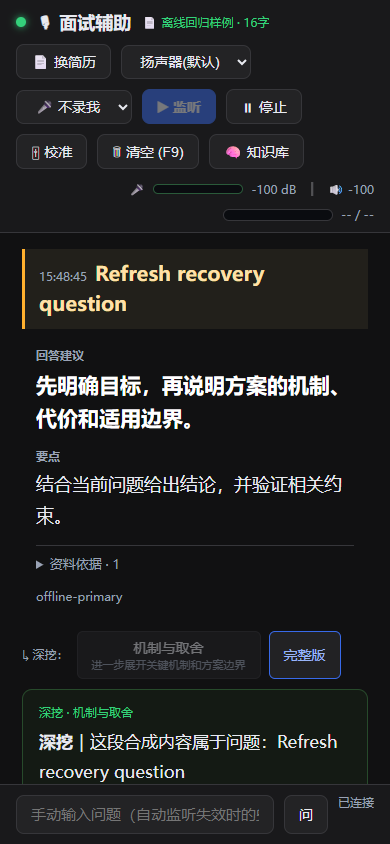 面试辅助 离线回归样例 · 16字
换简历 扬声器(默认)
不录我 监听 停止
校准 清空 (F9) 知识库
-100 dB | -100
-- / --
15:48:45 Refresh recovery
question
回答建议
先明确目标，再说明方案的机制、
代价和适用边界。
要点
结合当前问题给出结论，并验证相关约
束。
资料依据 · 1
offline-primary
↳ 深挖： 机制与取舍 完整版
进一步展开关键机制和方案边界
深挖 · 机制与取舍
深挖｜这段合成内容属于问题：Refresh
recovery question
手动输入问题（自动监听失效时的 问 已连接